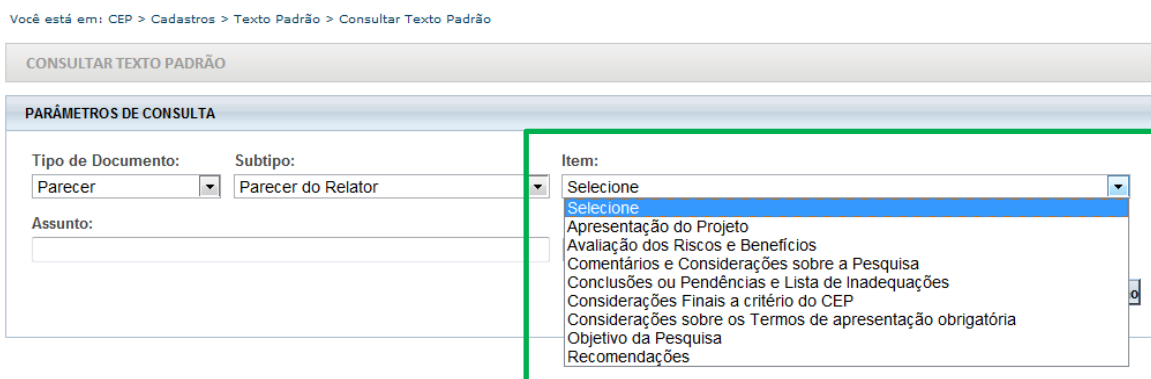 Você está em: CEP > Cadastros > Texto Padrão > Consultar Texto Padrão
CONSULTAR TEXTO PADRÃO
PARÂMETROS DE CONSULTA
Tipo de Documento: Subtipo: Item:
Parecer Parecer do Relator Selecione
Assunto:
Selecione
Apresentação do Projeto
Avaliação dos Riscos e Benefícios
Comentários e Considerações sobre a Pesquisa
Conclusões ou Pendências e Lista de Inadequações
Considerações Finais a critério do CEP
Considerações sobre os Termos de apresentação obrigatória
Objetivo da Pesquisa
Recomendações